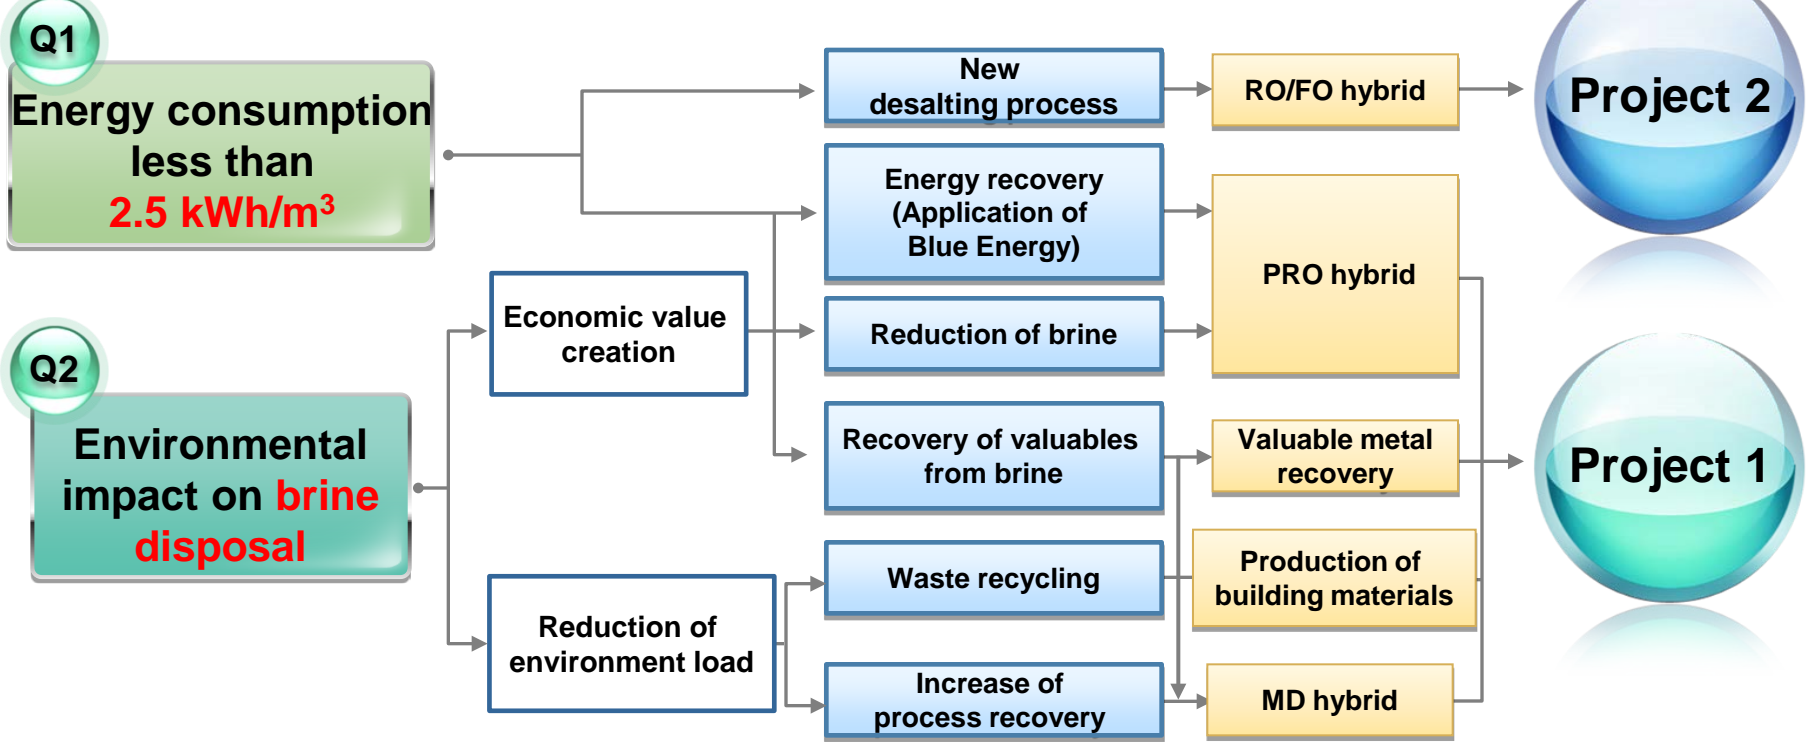 Q1
Energy consumption
less than
2.5 kWh/m³
Q2
Environmental
impact on brine
disposal
Economic value
creation
Reduction of
environment load
New
desalting process
Energy recovery
(Application of
Blue Energy)
Reduction of brine
Recovery of valuables
from brine
Waste recycling
Increase of
process recovery
RO/FO hybrid
PRO hybrid
Valuable metal
recovery
Production of
building materials
MD hybrid
Project 2
Project 1